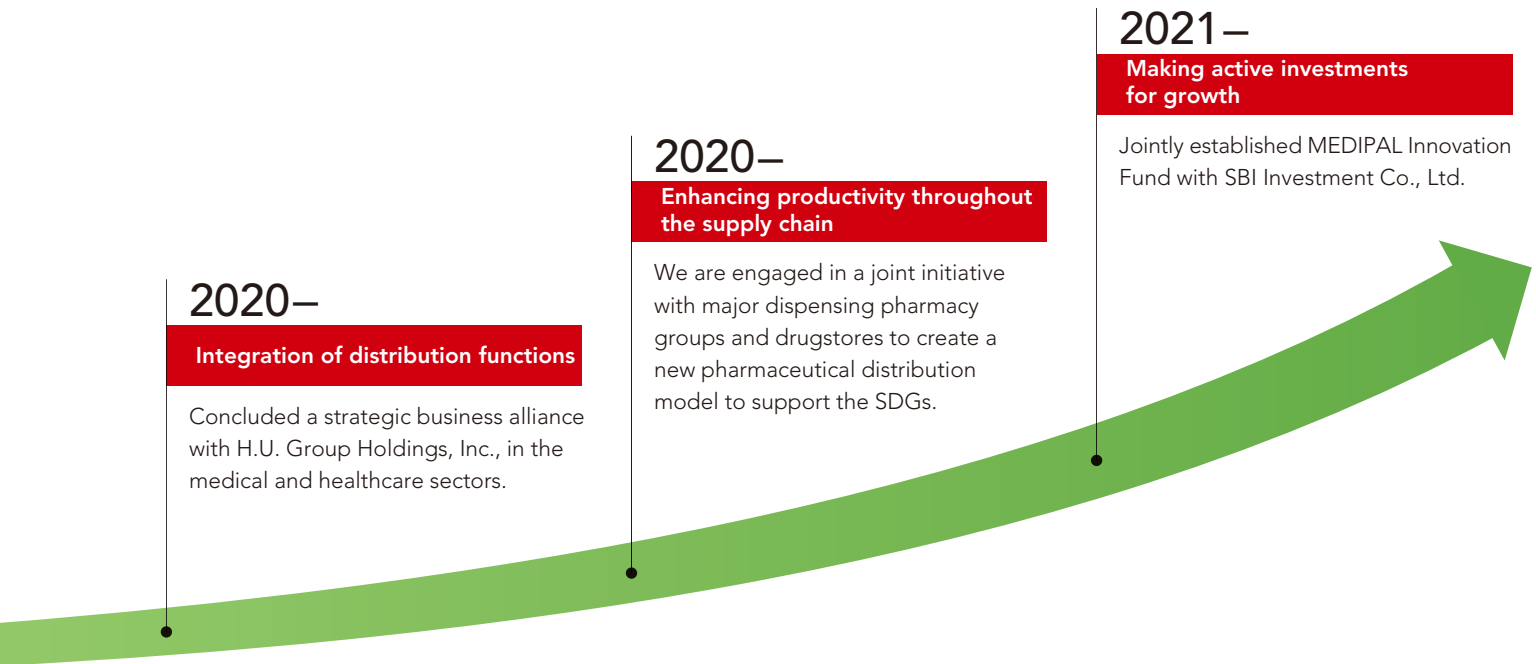 2020–
Integration of distribution functions
Concluded a strategic business alliance
with H.U. Group Holdings, Inc., in the
medical and healthcare sectors.
2020–
Enhancing productivity throughout
the supply chain
We are engaged in a joint initiative
with major dispensing pharmacy
groups and drugstores to create a
new pharmaceutical distribution
model to support the SDGs.
2021–
Making active investments
for growth
Jointly established MEDIPAL Innovation
Fund with SBI Investment Co., Ltd.